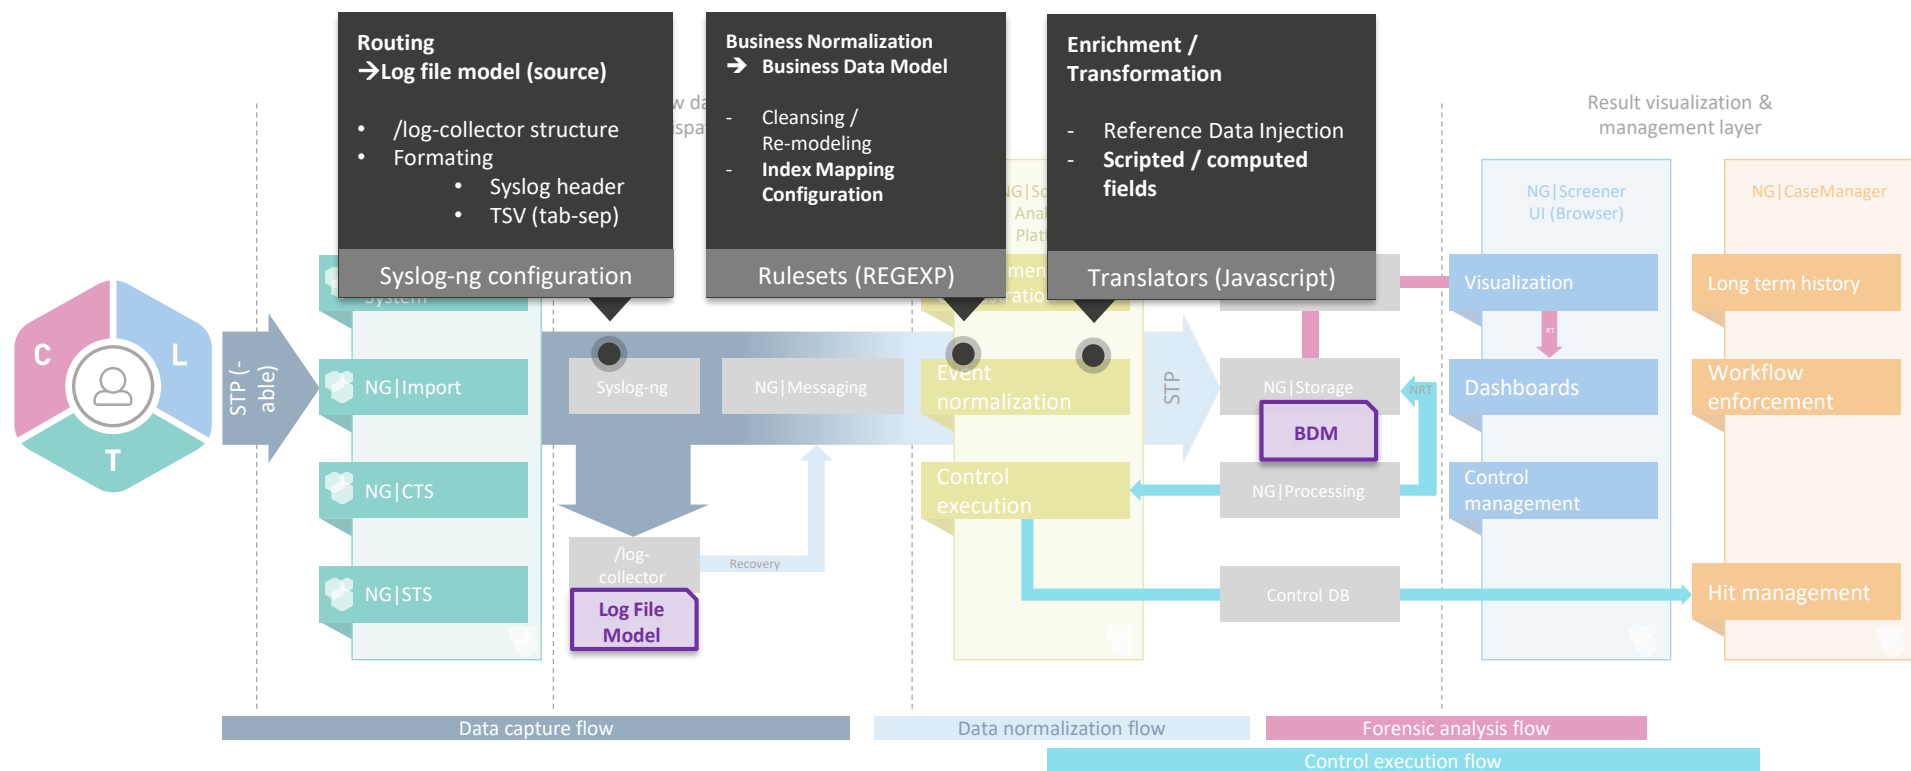 Routing
→Log file model (source)
• /log-collector structure
• Formating
• Syslog header
• TSV (tab-sep)
Syslog-ng configuration
Business Normalization
→ Business Data Model
- Cleansing /
Re-modeling
- Index Mapping
Configuration
Rulesets (REGEXP)
Enrichment /
Transformation
- Reference Data Injection
- Scripted / computed
fields
Translators (Javascript)
Result visualization &
management layer
NG|Screener
UI (Browser)
NG|CaseManager
C
L
T
STP (-
able)
System
NG|Import
NG|CTS
NG|STS
Syslog-ng
NG|Messaging
/log-
collector
Log File
Model
Recovery
Event
normalization
Control
execution
STP
NG|Storage
BDM
NRT
NG|Processing
Control DB
Visualization
RT
Dashboards
Control
management
Long term history
Workflow
enforcement
Hit management
Data capture flow
Data normalization flow
Forensic analysis flow
Control execution flow